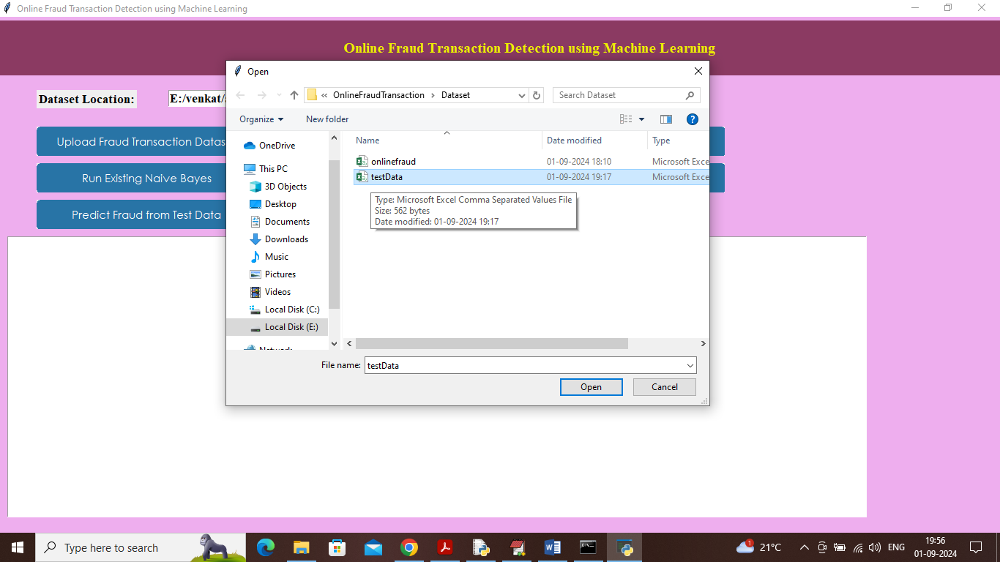 Online Fraud Transaction Detection using Machine Learning
Online Fraud Transaction Detection using Machine Learning
Dataset Location:
E:/venkat/
Upload Fraud Transaction Datas
Run Existing Naive Bayes
Predict Fraud from Test Data
Open
« OnlineFraudTransaction › Dataset
Search Dataset
Organize
New folder
OneDrive
This PC
3D Objects
Desktop
Documents
Downloads
Music
Pictures
Videos
Local Disk (C:)
Local Disk (E:)
Network
Name Date modified Type
onlinefraud 01-09-2024 18:10 Microsoft Exce
testData 01-09-2024 19:17 Microsoft Exce
Type: Microsoft Excel Comma Separated Values File
Size: 562 bytes
Date modified: 01-09-2024 19:17
File name: testData
Open Cancel
Type here to search
21°C
ENG
19:56
01-09-2024